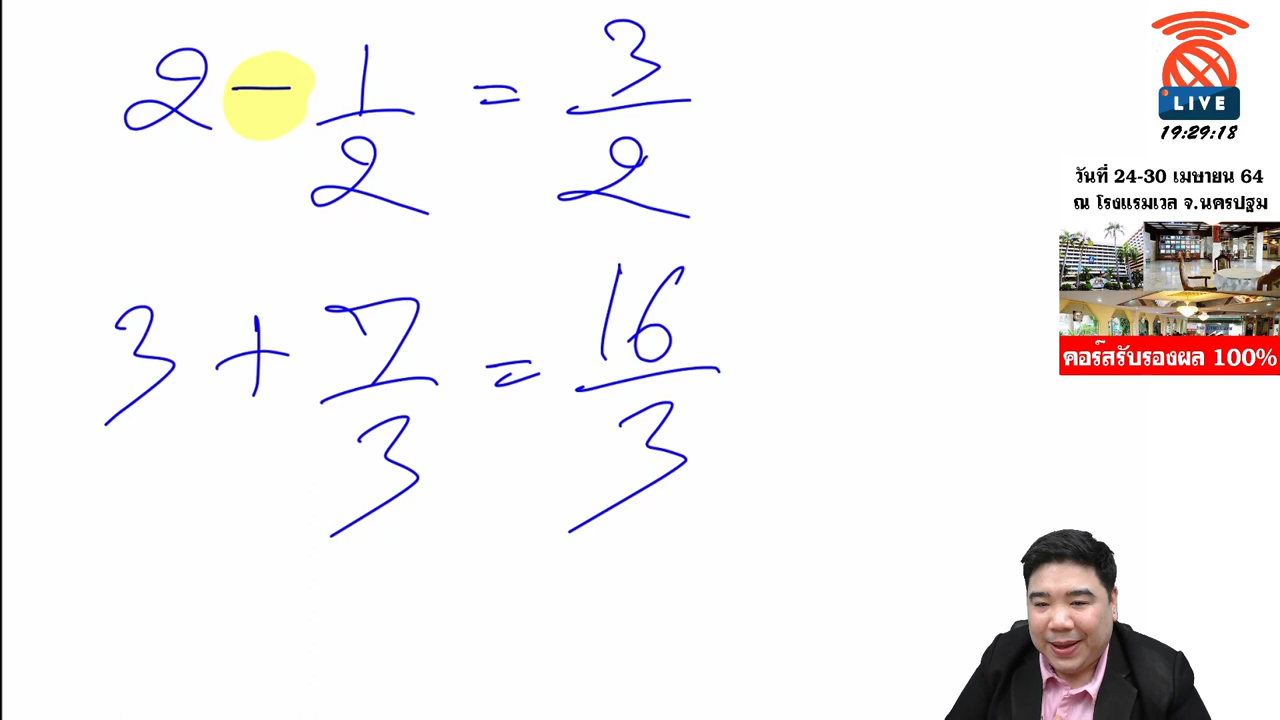 2 - 1/2 = 3/2
3 + 7/3 = 16/3
LIVE
19:29:18
วันที่ 24-30 เมษายน 64
ณ โรงแรมเวล จ.นครปฐม
คอร์สรับรองผล 100%